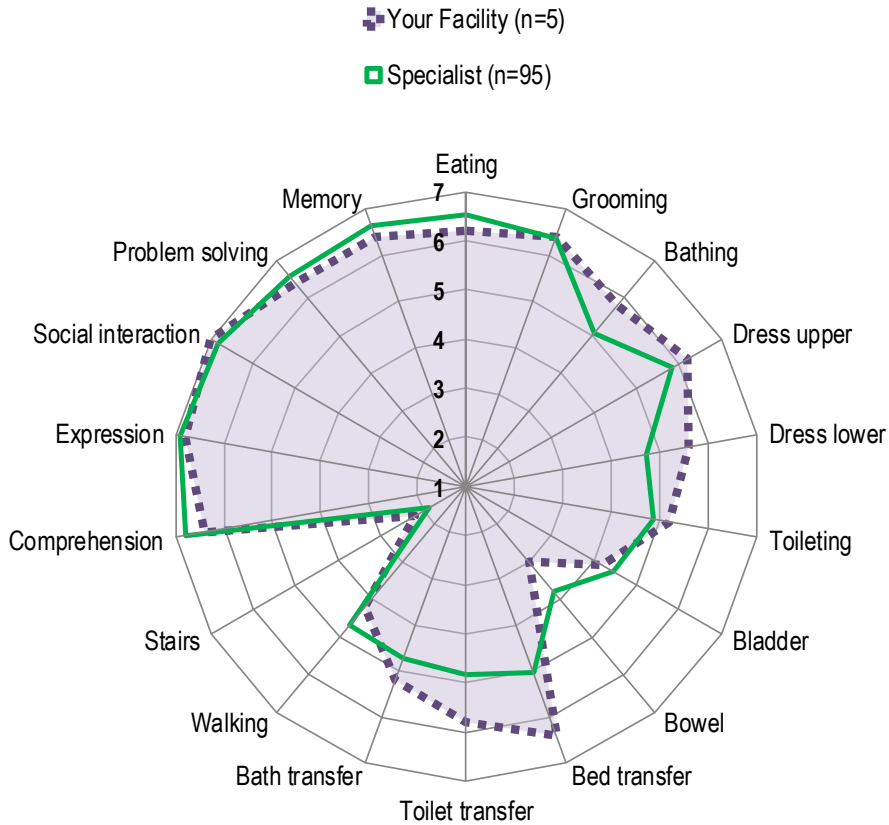 Your Facility (n=5)
Specialist (n=95)
Eating
Grooming
Bathing
Dress upper
Dress lower
Toileting
Bladder
Bowel
Bed transfer
Toilet transfer
Bath transfer
Walking
Stairs
Comprehension
Expression
Social interaction
Problem solving
Memory
7
6
5
4
3
2
1